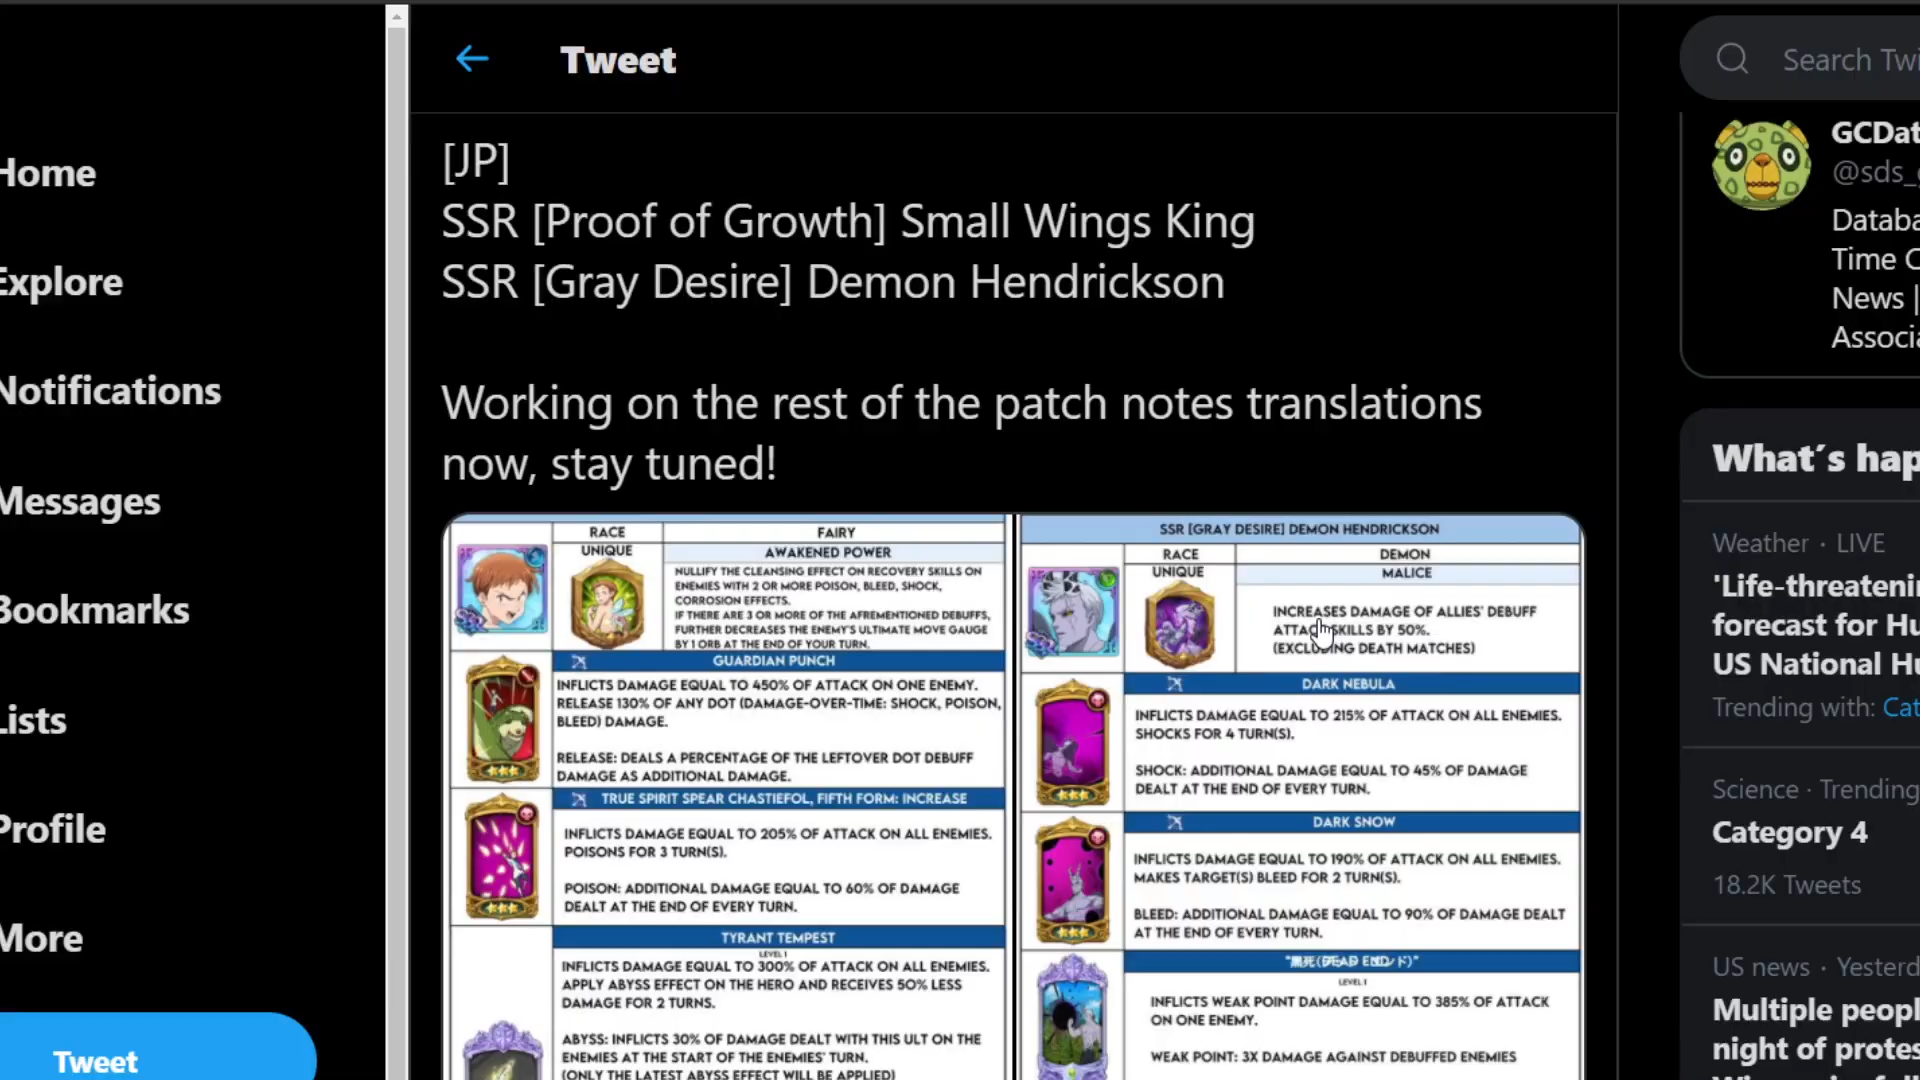 Tweet
Search Twi
Home
Explore
Notifications
Messages
Bookmarks
Lists
Profile
More
Tweet
[JP]
SSR [Proof of Growth] Small Wings King
SSR [Gray Desire] Demon Hendrickson
Working on the rest of the patch notes translations
now, stay tuned!
RACE
FAIRY
UNIQUE
AWAKENED POWER
NULLIFY THE CLEANSING EFFECT ON RECOVERY SKILLS ON
ENEMIES WITH 2 OR MORE POISON, BLEED, SHOCK,
CORROSION EFFECTS.
IF THERE ARE 3 OR MORE OF THE AFREMENTIONED DEBUFFS,
FURTHER DECREASES THE ENEMY'S ULTIMATE MOVE GAUGE
BY 1 ORB AT THE END OF YOUR TURN.
GUARDIAN PUNCH
INFLICTS DAMAGE EQUAL TO 450% OF ATTACK ON ONE ENEMY.
RELEASE 130% OF ANY DOT (DAMAGE-OVER-TIME: SHOCK, POISON,
BLEED) DAMAGE.
RELEASE: DEALS A PERCENTAGE OF THE LEFTOVER DOT DEBUFF
DAMAGE AS ADDITIONAL DAMAGE.
TRUE SPIRIT SPEAR CHASTIEFOL, FIFTH FORM: INCREASE
INFLICTS DAMAGE EQUAL TO 205% OF ATTACK ON ALL ENEMIES.
POISONS FOR 3 TURN(S).
POISON: ADDITIONAL DAMAGE EQUAL TO 60% OF DAMAGE
DEALT AT THE END OF EVERY TURN.
TYRANT TEMPEST
LEVEL 1
INFLICTS DAMAGE EQUAL TO 300% OF ATTACK ON ALL ENEMIES.
APPLY ABYSS EFFECT ON THE HERO AND RECEIVES 50% LESS
DAMAGE FOR 2 TURNS.
ABYSS: INFLICTS 30% OF DAMAGE DEALT WITH THIS ULT ON THE
ENEMIES AT THE START OF THE ENEMIES' TURN.
(ONLY THE LATEST ABYSS EFFECT WILL BE APPLIED)
SSR [GRAY DESIRE] DEMON HENDRICKSON
RACE
DEMON
UNIQUE
MALICE
INCREASES DAMAGE OF ALLIES' DEBUFF
ATTACK SKILLS BY 50%.
(EXCLUDING DEATH MATCHES)
DARK NEBULA
INFLICTS DAMAGE EQUAL TO 215% OF ATTACK ON ALL ENEMIES.
SHOCKS FOR 4 TURN(S).
SHOCK: ADDITIONAL DAMAGE EQUAL TO 45% OF DAMAGE
DEALT AT THE END OF EVERY TURN.
DARK SNOW
INFLICTS DAMAGE EQUAL TO 190% OF ATTACK ON ALL ENEMIES.
MAKES TARGET(S) BLEED FOR 2 TURN(S).
BLEED: ADDITIONAL DAMAGE EQUAL TO 90% OF DAMAGE DEALT
AT THE END OF EVERY TURN.
LEVEL 1
INFLICTS WEAK POINT DAMAGE EQUAL TO 385% OF ATTACK
ON ONE ENEMY.
WEAK POINT: 3X DAMAGE AGAINST DEBUFFED ENEMIES
GCDat
@sds_
Databa
Time C
News |
Associa
What's hap
Weather · LIVE
'Life-threatenin
forecast for Hu
US National Hu
Trending with: Cat
Science · Trending
Category 4
18.2K Tweets
US news · Yesterd
Multiple peopl
night of protes